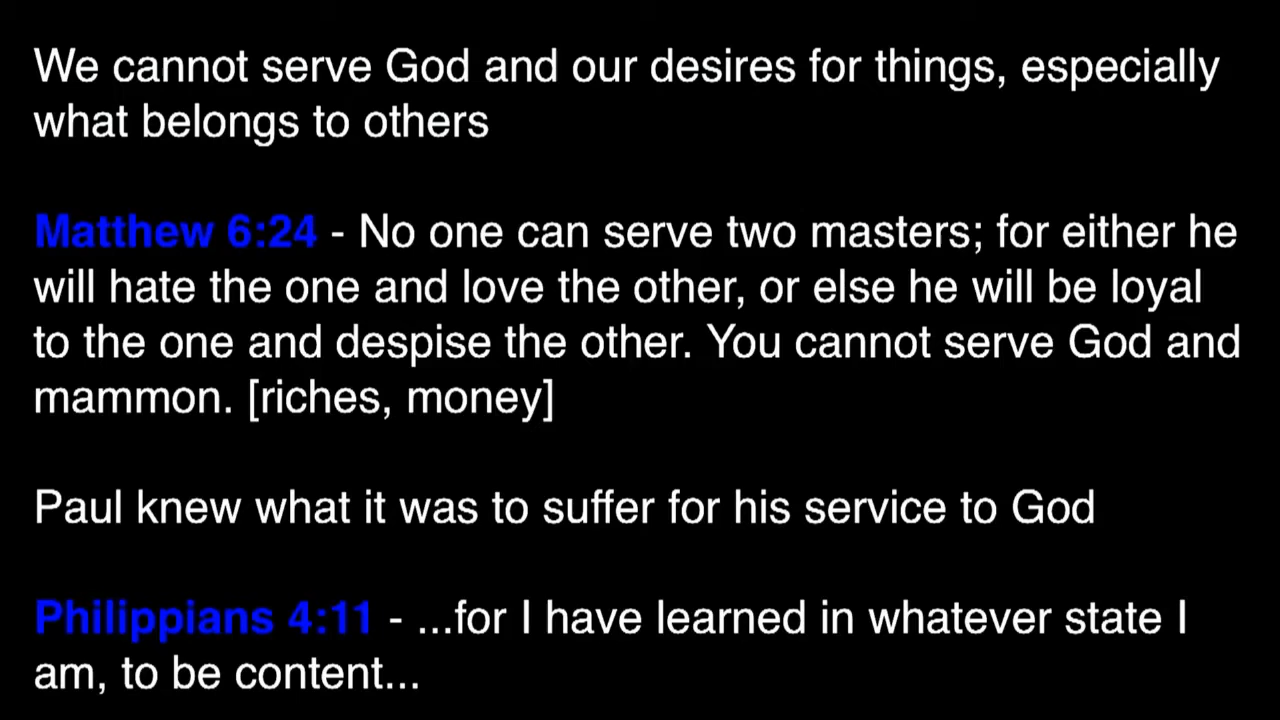 We cannot serve God and our desires for things, especially
what belongs to others
Matthew 6:24 - No one can serve two masters; for either he
will hate the one and love the other, or else he will be loyal
to the one and despise the other. You cannot serve God and
mammon. [riches, money]
Paul knew what it was to suffer for his service to God
Philippians 4:11 - ...for I have learned in whatever state I
am, to be content...